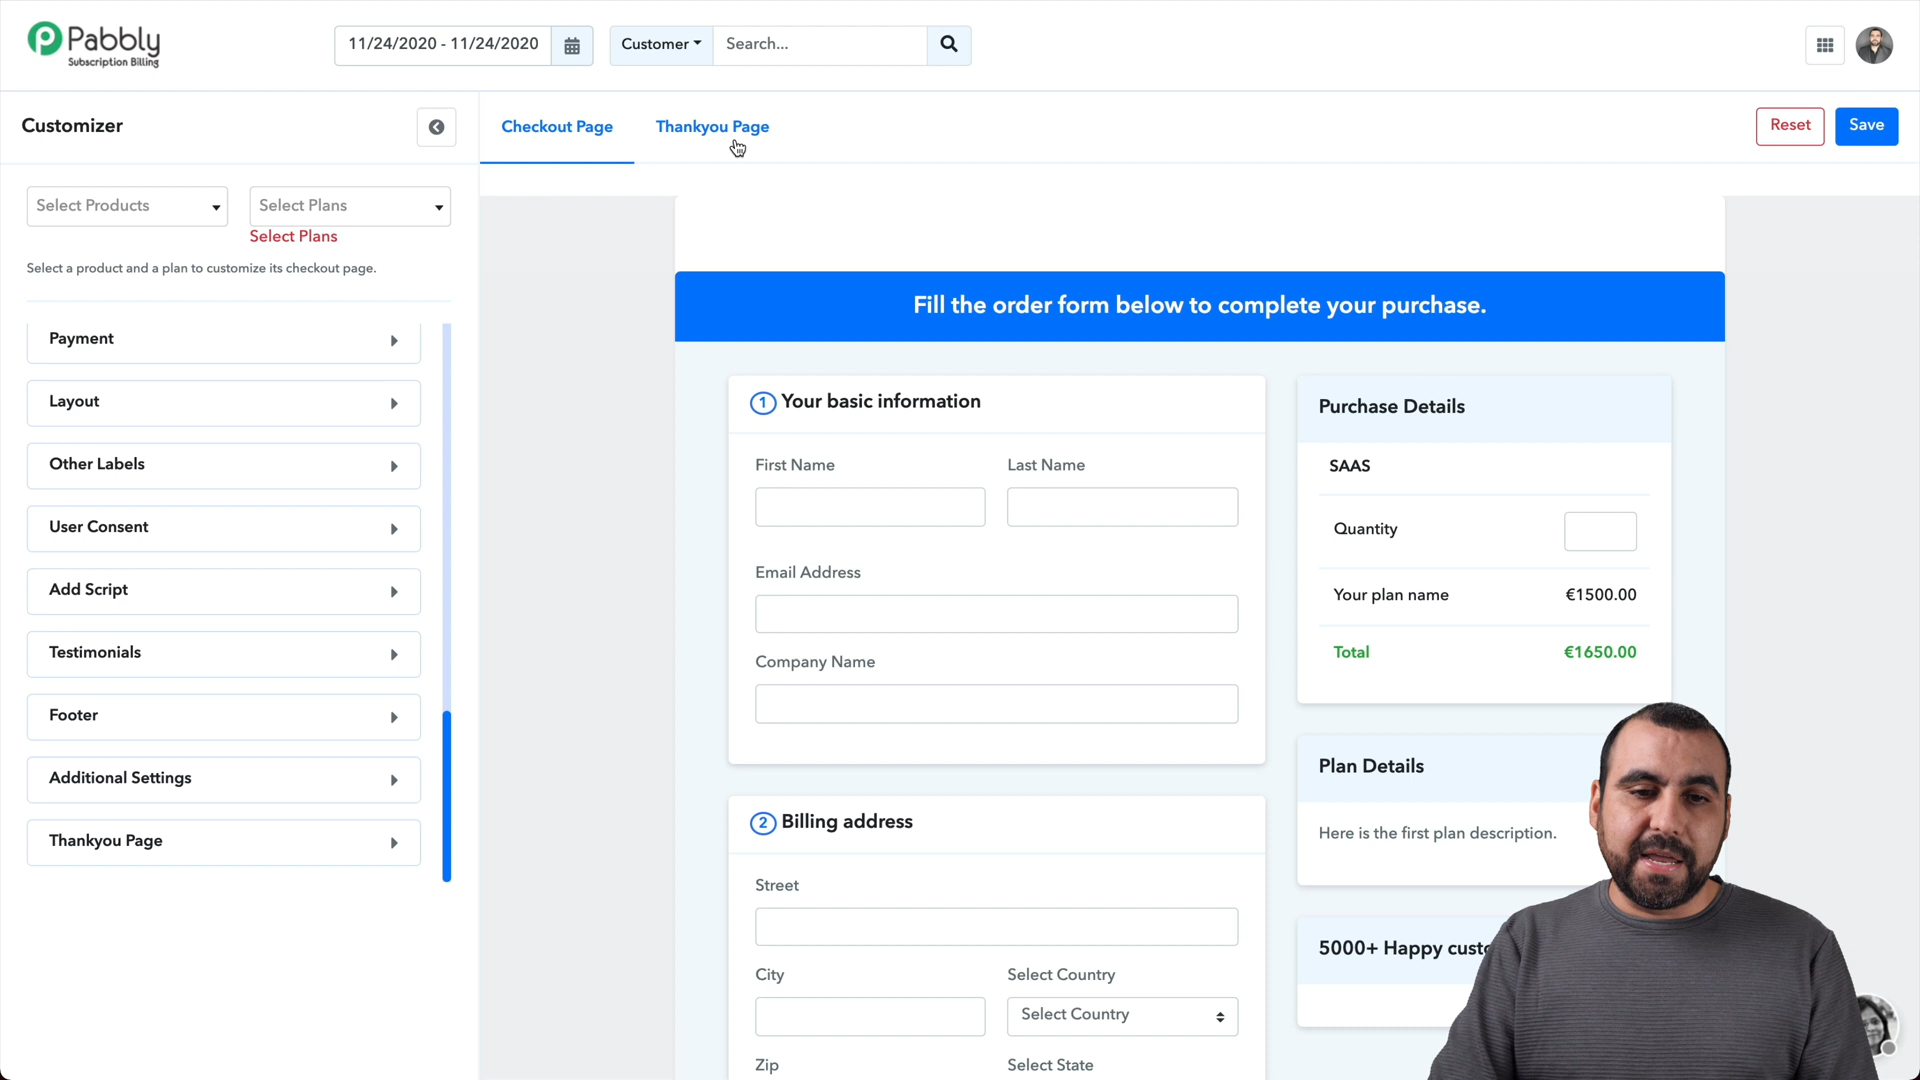 Pabbly
Subscription Billing
11/24/2020 - 11/24/2020
Customer
Search...
Customizer
Checkout Page
Thankyou Page
Reset
Save
Select Products
Select Plans
Select Plans
Select a product and a plan to customize its checkout page.
Payment
Layout
Other Labels
User Consent
Add Script
Testimonials
Footer
Additional Settings
Thankyou Page
Fill the order form below to complete your purchase.
1 Your basic information
First Name
Last Name
Email Address
Company Name
2 Billing address
Street
City
Select Country
Select Country
Zip
Select State
Purchase Details
SAAS
Quantity
Your plan name
€1500.00
Total
€1650.00
Plan Details
Here is the first plan description.
5000+ Happy